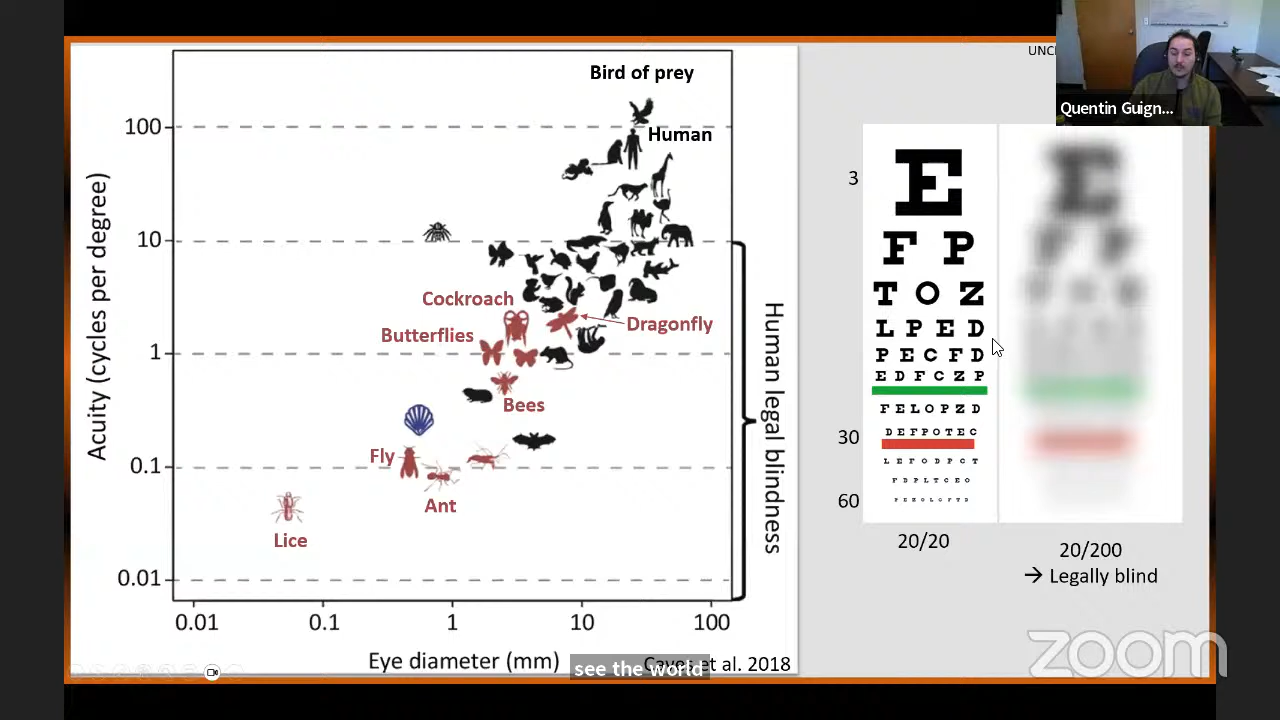 Bird of prey
Human
100
10
1
0.1
0.01
Acuity (cycles per degree)
Cockroach
Butterflies
Dragonfly
Bees
Fly
Ant
Lice
Human legal blindness
0.01
0.1
1
10
100
Eye diameter (mm)
et al. 2018
see the world
Quentin Guign...
3
30
60
E
F P
T O Z
L P E D
P E C F D
E D F C Z P
F E L O P Z D
D E F P O T E C
L E F O D P C T
F D P L T C E O
P E Z O L C F T D
20/20
20/200
→ Legally blind
zoom